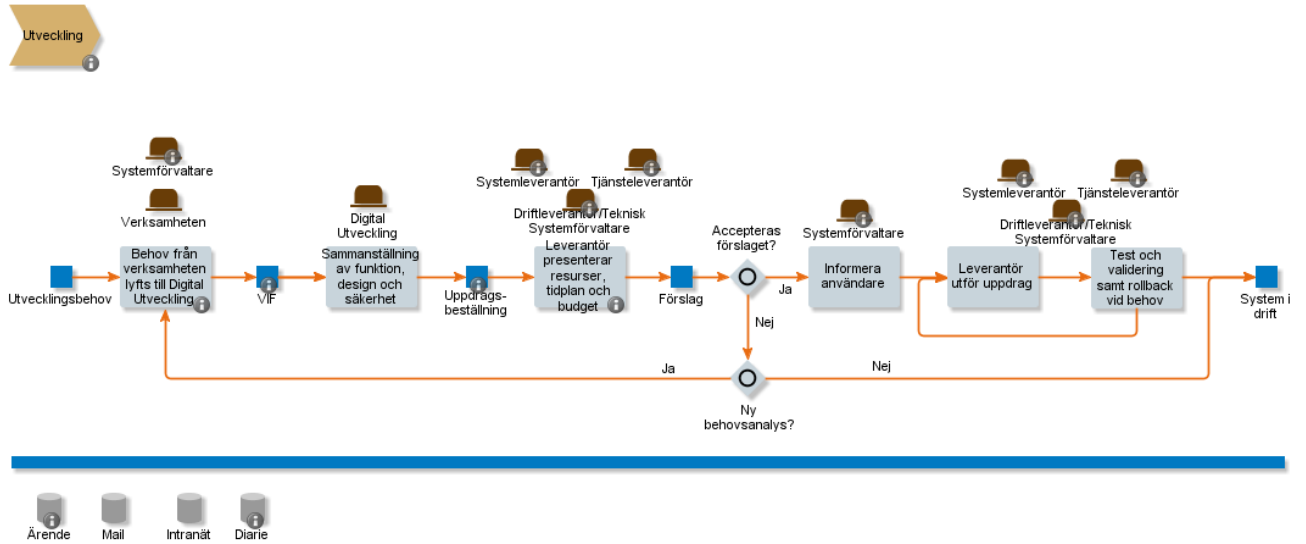 Utveckling
Systemförvaltare
Verksamheten
Digital
Utveckling
Systemleverantör
Tjänsteleverantör
Driftleverantör/Teknisk
Systemförvaltare
Accepteras
förslaget?
Systemförvaltare
Systemleverantör
Tjänsteleverantör
Driftleverantör/Teknisk
Systemförvaltare
Utvecklingsbehov
Behov från
verksamheten
lyfts till Digital
Utveckling
VIF
Sammanställning
av funktion,
design och
säkerhet
Uppdrags-
beställning
Leverantör
presenterar
resurser,
tidplan och
budget
Förslag
Ja
Informera
användare
Leverantör
utför uppdrag
Test och
validering
samt rollback
vid behov
System i
drift
Nej
Ja
Nej
Ny
behovsanalys?
Ärende
Mail
Intranät
Diarie